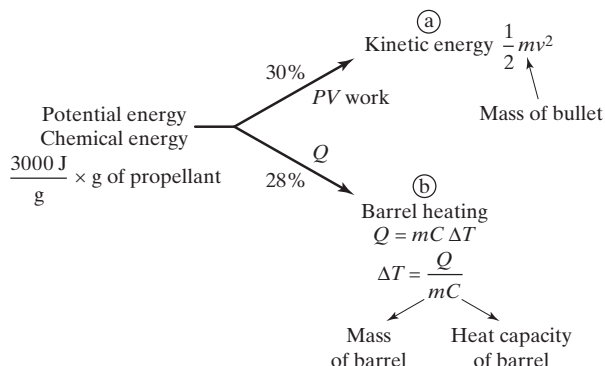 ⓐ
Kinetic energy 1/2 mv²
30%
PV work
Mass of bullet
Potential energy
Chemical energy
3000 J/g × g of propellant
Q
28%
ⓑ
Barrel heating
Q = mC ΔT
ΔT = Q/mC
Mass
of barrel
Heat capacity
of barrel